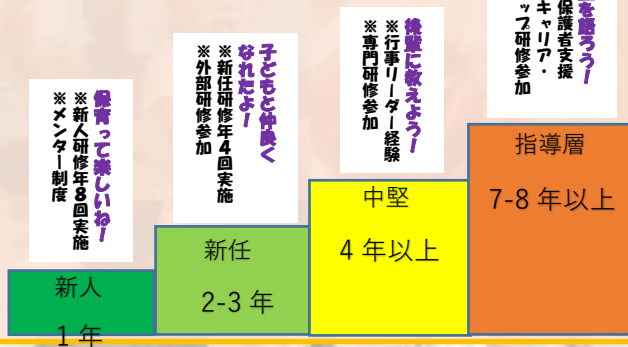 保育って楽しいね!
※新人研修年8回実施
※メンター制度
新人
1年
子どもと仲良く
なれたよ!
※新任研修年4回実施
※外部研修参加
新任
2-3年
後輩に教えよう!
※行事リーダー経験
※専門研修参加
中堅
4年以上
を語ろう!
保護者支援
キャリア・
ップ研修参加
指導層
7-8年以上